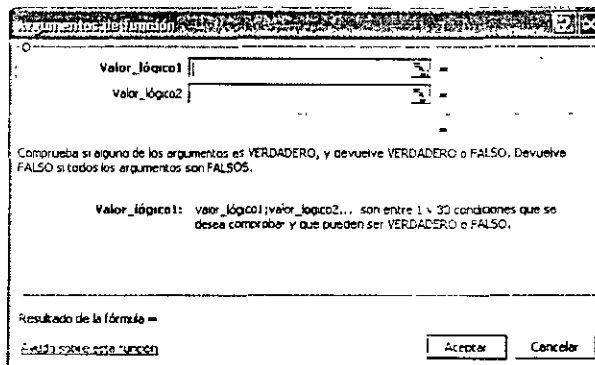 Argumentos de función
O
Valor_lógico1 =
Valor_lógico2 =
=
Comprueba si alguno de los argumentos es VERDADERO, y devuelve VERDADERO o FALSO. Devuelve
FALSO si todos los argumentos son FALSOS.
Valor_lógico1: valor_lógico1;valor_lógico2... son entre 1 y 30 condiciones que se
desea comprobar y que pueden ser VERDADERO o FALSO.
Resultado de la fórmula =
Ayuda sobre esta función
Aceptar Cancelar